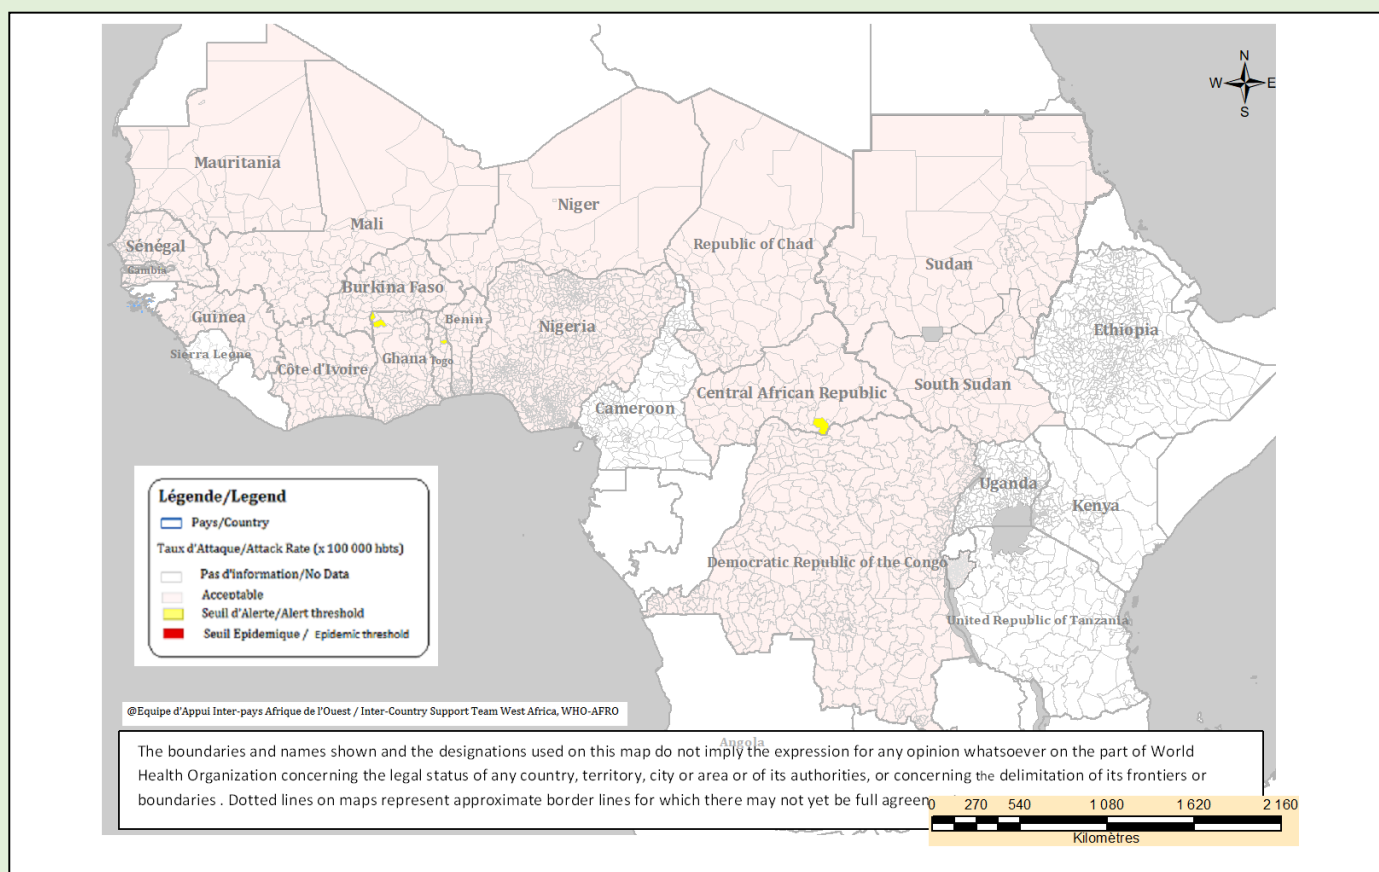 N
W E
S
Mauritania
Mali
Niger
Republic of Chad
Sudan
Sénégal
Gambia
Burkina Faso
Guinea
Benin
Nigeria
Ethiopia
Sierra Leone
Côte d'Ivoire
Ghana
Togo
Central African Republic
South Sudan
Cameroon
Uganda
Kenya
Democratic Republic of the Congo
United Republic of Tanzania
Angola
Légende/Legend
Pays/Country
Taux d'Attaque/Attack Rate (x 100 000 hbts)
Pas d'information/No Data
Acceptable
Seuil d'Alerte/Alert threshold
Seuil Epidemique / Epidemic threshold
@Equipe d'Appui Inter-pays Afrique de l'Ouest / Inter-Country Support Team West Africa, WHO-AFRO
The boundaries and names shown and the designations used on this map do not imply the expression for any opinion whatsoever on the part of World
Health Organization concerning the legal status of any country, territory, city or area or of its authorities, or concerning the delimitation of its frontiers or
boundaries . Dotted lines on maps represent approximate border lines for which there may not yet be full agreen
0 270 540 1 080 1 620 2 160
Kilomètres